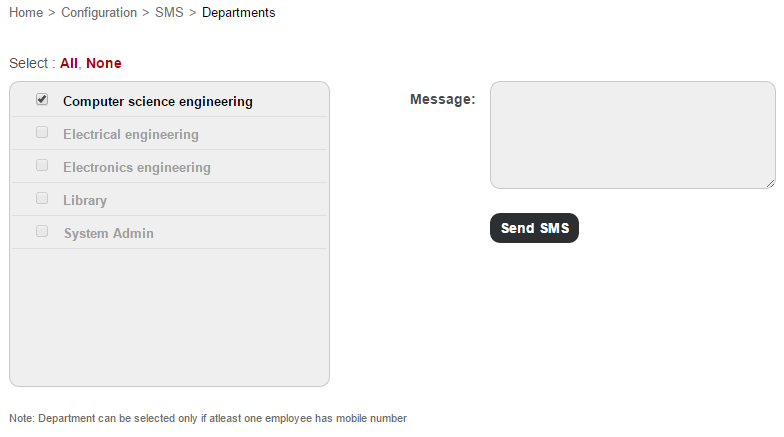 Home > Configuration > SMS > Departments
Select : All, None
Computer science engineering
Electrical engineering
Electronics engineering
Library
System Admin
Message:
Send SMS
Note: Department can be selected only if atleast one employee has mobile number